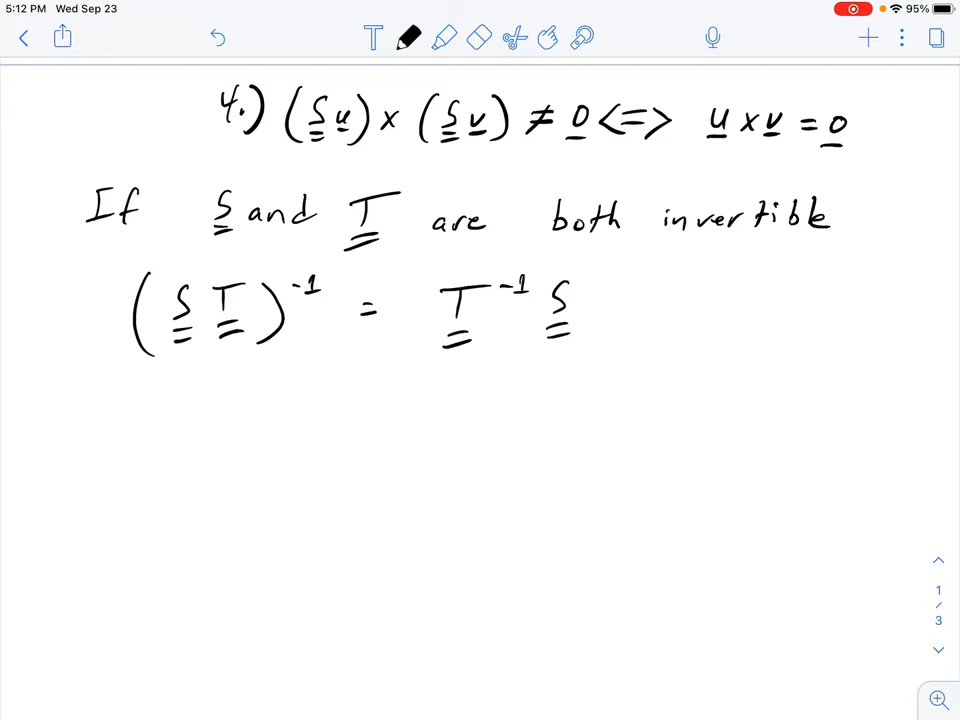 5:12 PM Wed Sep 23 95%
T
4.) (S u) × (S v) ≠ 0 <=> u × v = 0
If S and T are both invertible
(S T)⁻¹ = T⁻¹ S
1
/
3